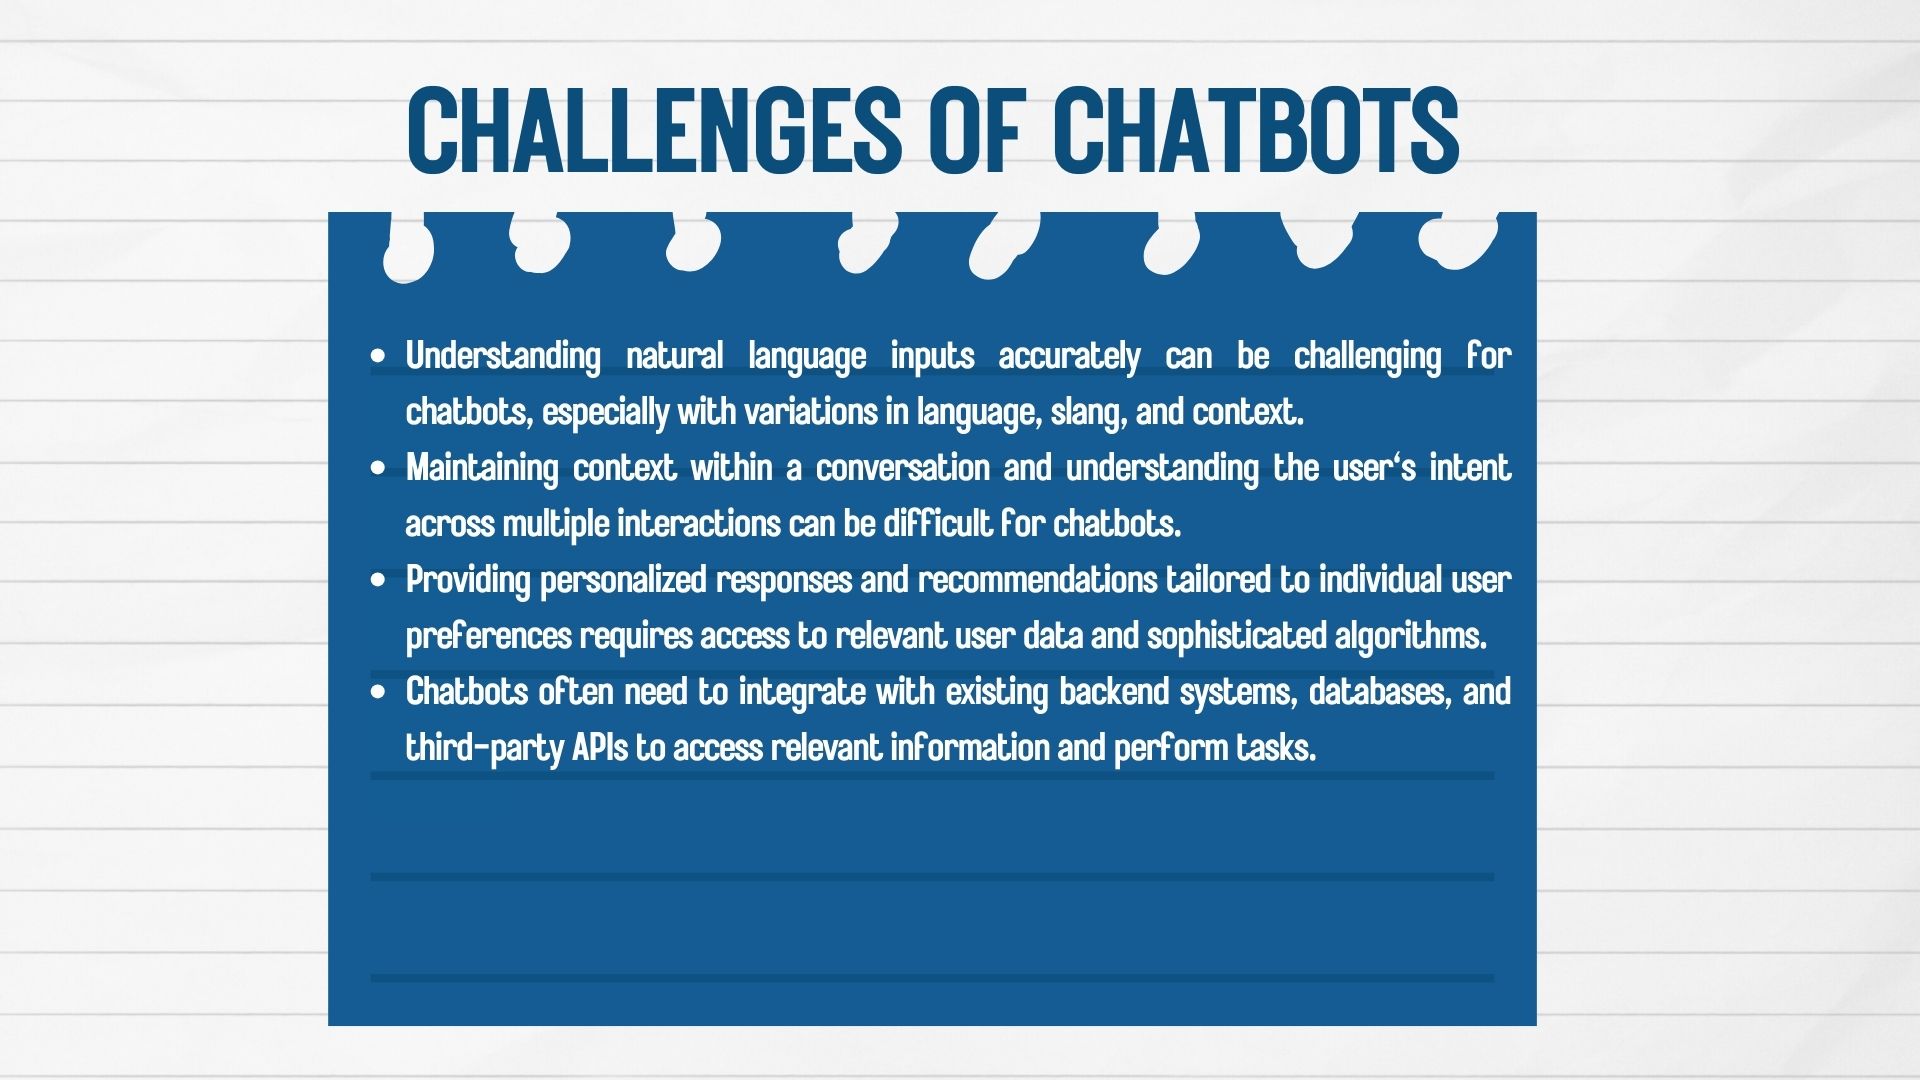 CHALLENGES OF CHATBOTS
• Understanding natural language inputs accurately can be challenging for
chatbots, especially with variations in language, slang, and context.
• Maintaining context within a conversation and understanding the user‘s intent
across multiple interactions can be difficult for chatbots.
• Providing personalized responses and recommendations tailored to individual user
preferences requires access to relevant user data and sophisticated algorithms.
• Chatbots often need to integrate with existing backend systems, databases, and
third-party APIs to access relevant information and perform tasks.